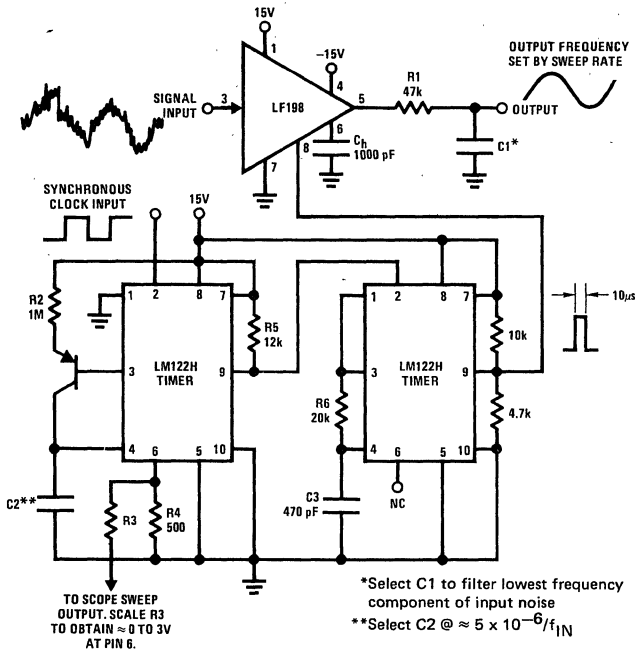 15V
1
-15V
4
OUTPUT FREQUENCY
SET BY SWEEP RATE
SIGNAL
INPUT
3
LF198
5
R1
47k
OUTPUT
6
8
Ch
1000 pF
C1*
7
SYNCHRONOUS
CLOCK INPUT
15V
R2
1M
1
2
8
7
R5
12k
3
LM122H
TIMER
9
4
6
5
10
C2**
R3
R4
500
1
2
8
7
10k
10μs
3
LM122H
TIMER
9
R6
20k
4.7k
4
6
5
10
C3
470 pF
NC
TO SCOPE SWEEP
OUTPUT. SCALE R3
TO OBTAIN ≈ 0 TO 3V
AT PIN 6.
*Select C1 to filter lowest frequency
component of input noise
**Select C2 @ ≈ 5 x 10⁻⁶/fIN